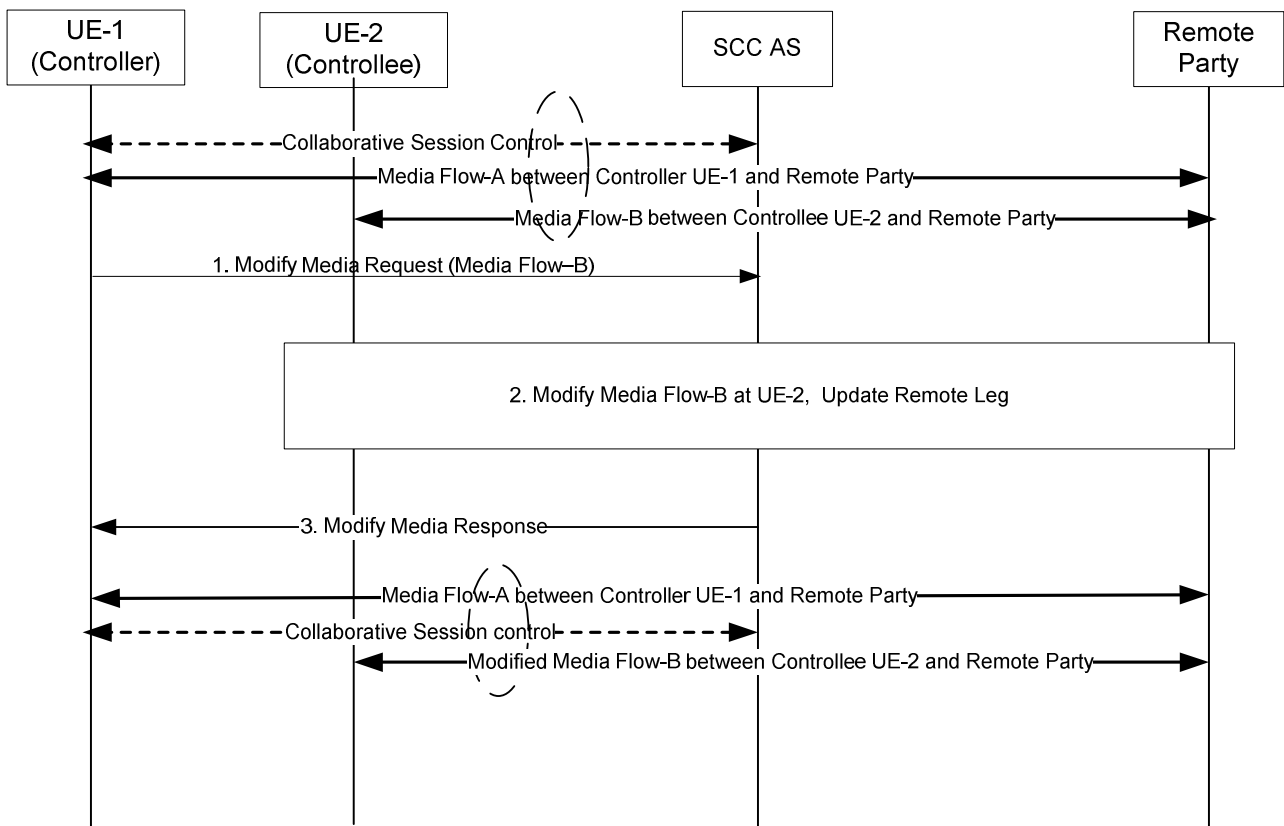 UE-1
(Controller)
UE-2
(Controllee)
SCC AS
Remote
Party
Collaborative Session Control
Media Flow-A between Controller UE-1 and Remote Party
Media Flow-B between Controllee UE-2 and Remote Party
1. Modify Media Request (Media Flow–B)
2. Modify Media Flow-B at UE-2, Update Remote Leg
3. Modify Media Response
Media Flow-A between Controller UE-1 and Remote Party
Collaborative Session control
Modified Media Flow-B between Controllee UE-2 and Remote Party